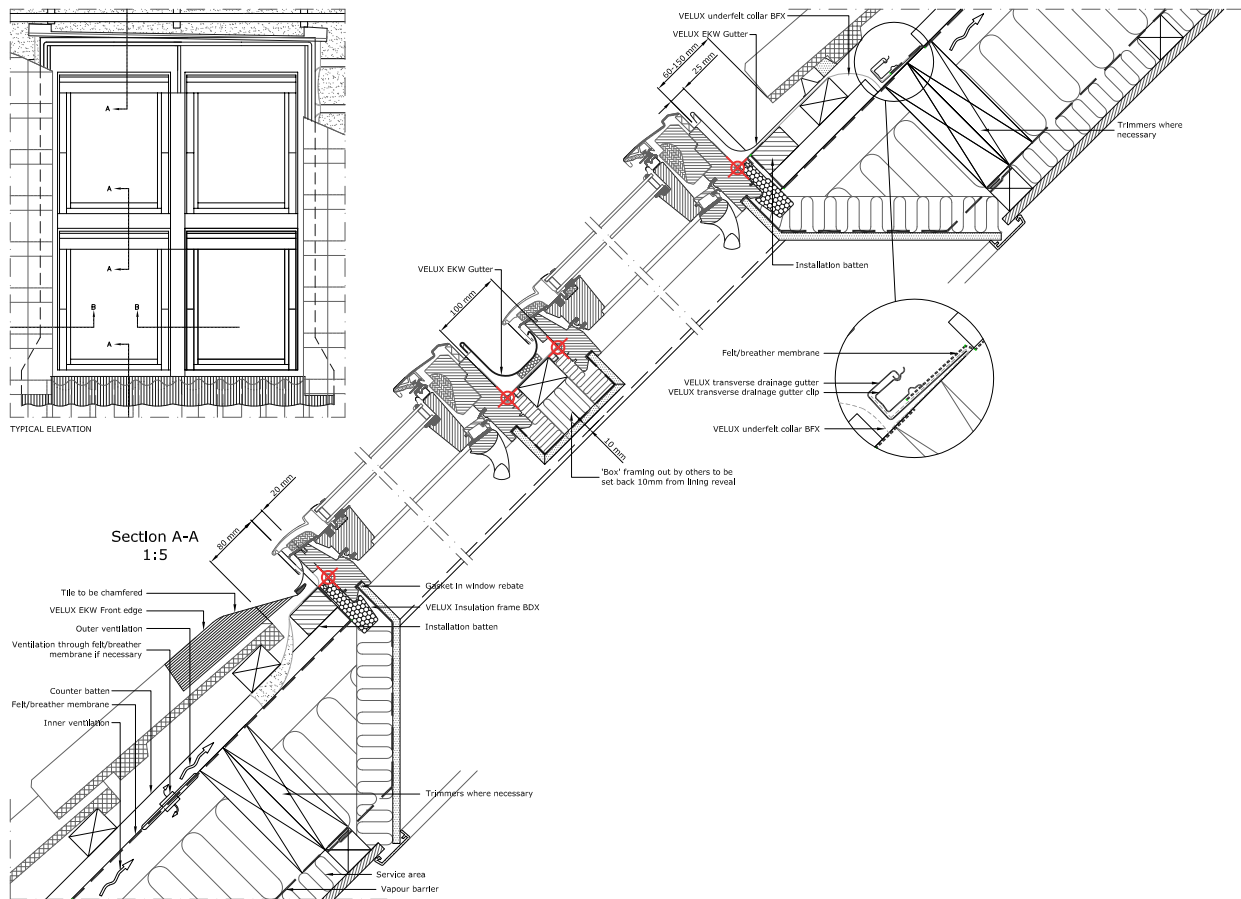 VELUX underfelt collar BFX
VELUX EKW Gutter
60-150 mm
25 mm
Trimmers where
necessary
A
A
A
B
B
A
TYPICAL ELEVATION
Installation batten
VELUX EKW Gutter
100 mm
Felt/breather membrane
VELUX transverse drainage gutter
VELUX transverse drainage gutter clip
VELUX underfelt collar BFX
10 mm
'Box' framing out by others to be
set back 10mm from lining reveal
20 mm
80 mm
Section A-A
1:5
Tile to be chamfered
VELUX EKW Front edge
Outer ventilation
Ventilation through felt/breather
membrane if necessary
Counter batten
Felt/breather membrane
Inner ventilation
Gasket in window rebate
VELUX Insulation frame BDX
Installation batten
Trimmers where necessary
Service area
Vapour barrier